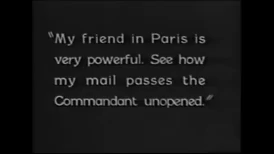 "My friend in Paris is
very powerful. See how
my mail passes the
Commandant unopened."